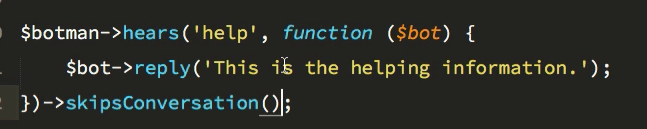 $botman->hears('help', function ($bot) {
$bot->reply('This is the helping information.');
})->skipsConversation();